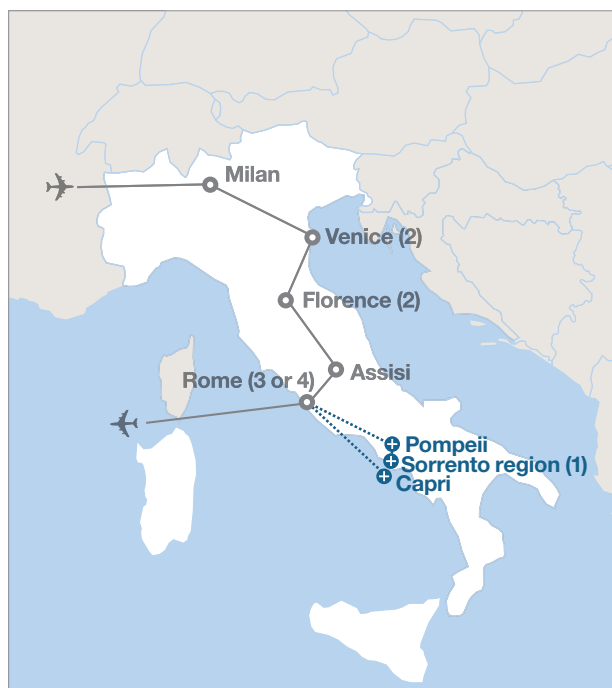 Milan
Venice (2)
Florence (2)
Assisi
Rome (3 or 4)
Pompeii
Sorrento region (1)
Capri